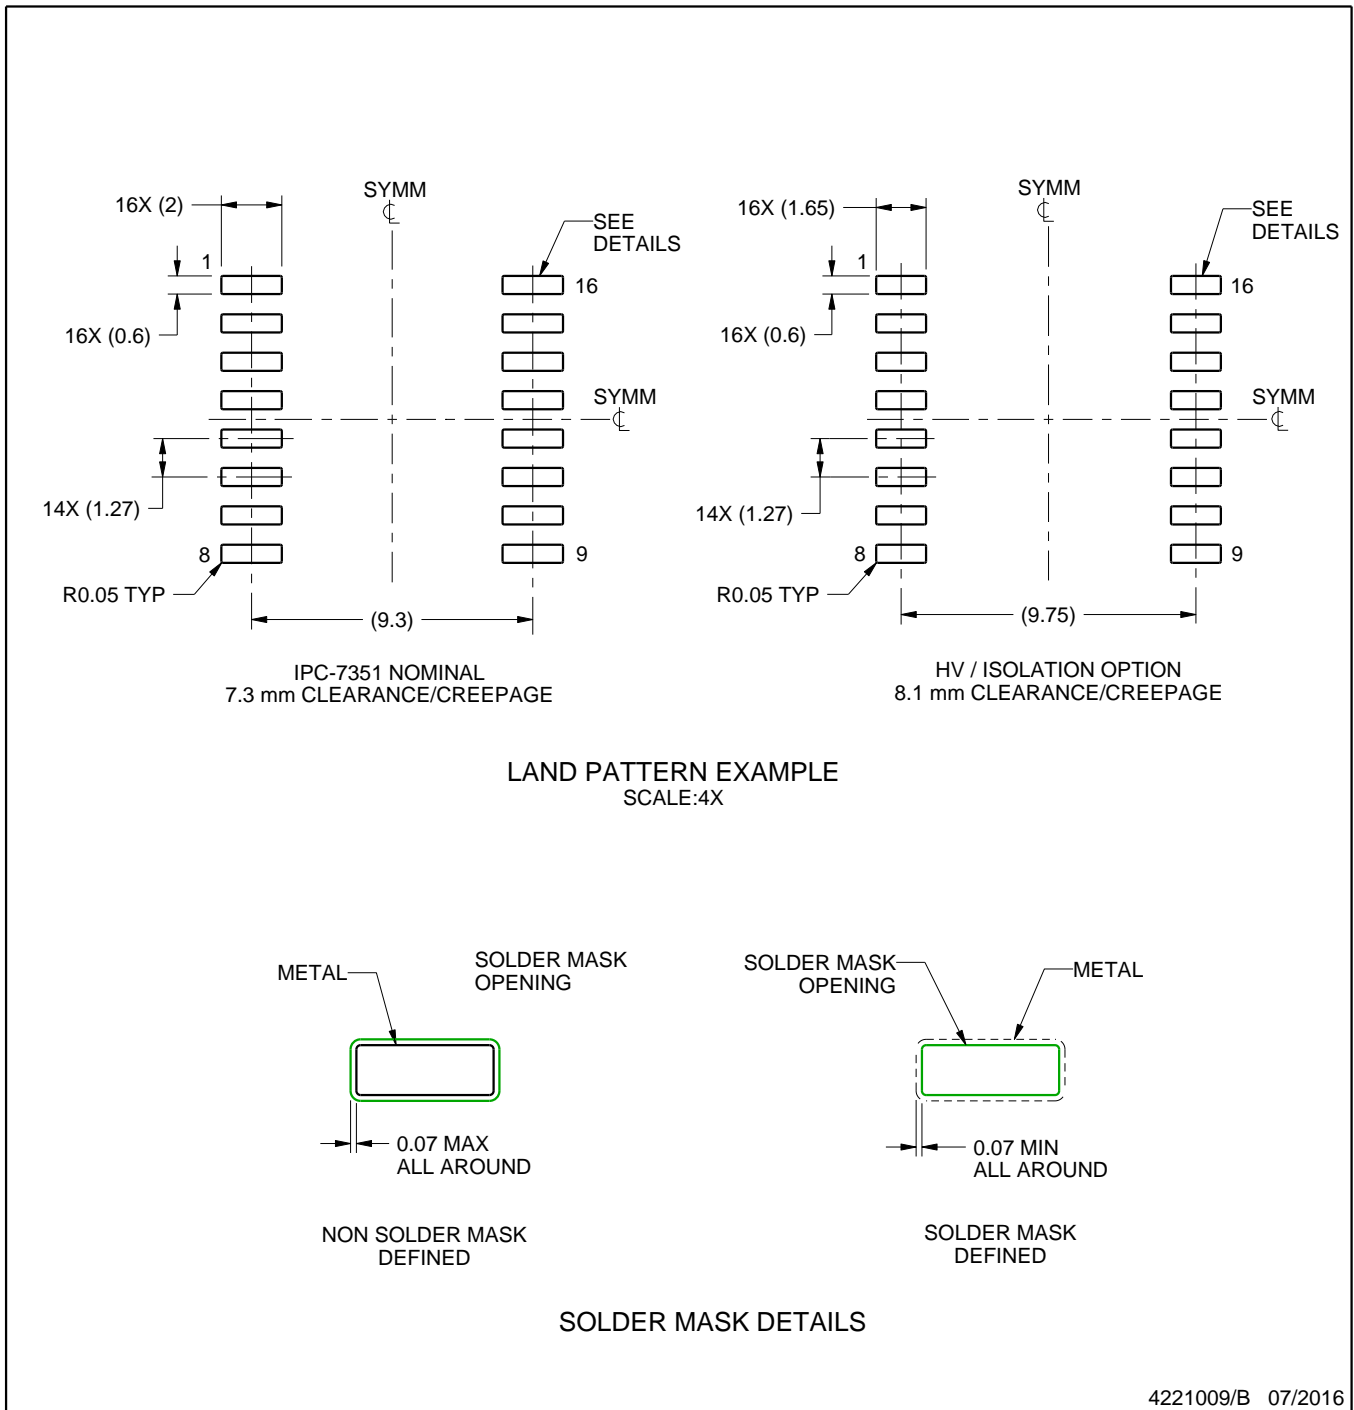 SYMM
16X (2)
SEE
DETAILS
1
16
16X (0.6)
SYMM
14X (1.27)
8
9
R0.05 TYP
(9.3)
IPC-7351 NOMINAL
7.3 mm CLEARANCE/CREEPAGE
SYMM
16X (1.65)
SEE
DETAILS
1
16
16X (0.6)
SYMM
14X (1.27)
8
9
R0.05 TYP
(9.75)
HV / ISOLATION OPTION
8.1 mm CLEARANCE/CREEPAGE
LAND PATTERN EXAMPLE
SCALE:4X
METAL
SOLDER MASK
OPENING
0.07 MAX
ALL AROUND
NON SOLDER MASK
DEFINED
SOLDER MASK
OPENING
METAL
0.07 MIN
ALL AROUND
SOLDER MASK
DEFINED
SOLDER MASK DETAILS
4221009/B 07/2016